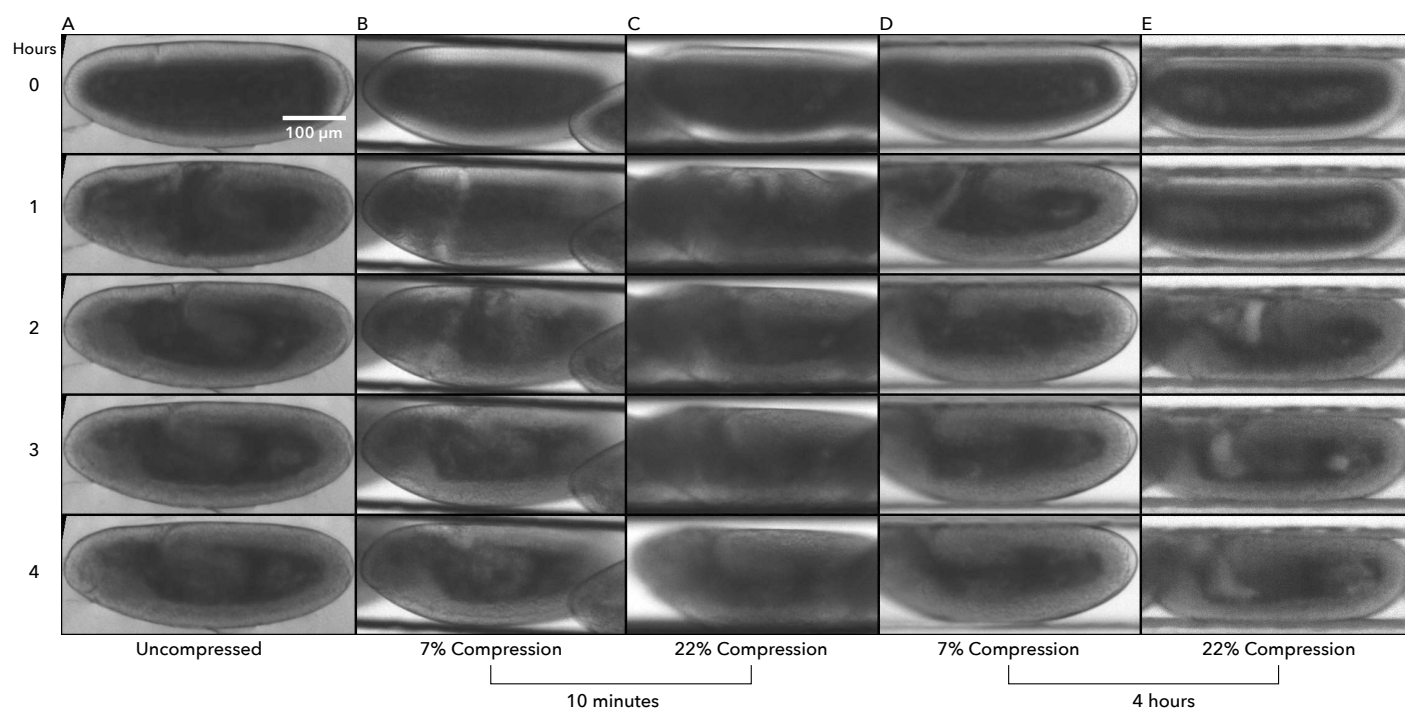 A B C D E
Hours
0
100 µm
1
2
3
4
Uncompressed 7% Compression 22% Compression 7% Compression 22% Compression
10 minutes 4 hours